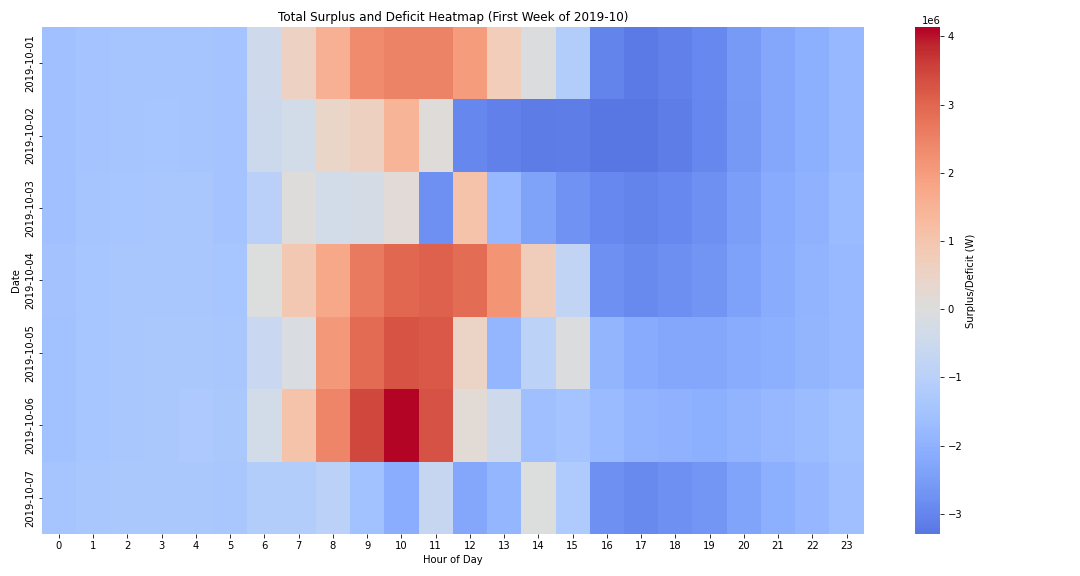 Total Surplus and Deficit Heatmap (First Week of 2019-10)
1e6
Date
2019-10-01
2019-10-02
2019-10-03
2019-10-04
2019-10-05
2019-10-06
2019-10-07
0 1 2 3 4 5 6 7 8 9 10 11 12 13 14 15 16 17 18 19 20 21 22 23
Hour of Day
4
3
2
1
0
−1
−2
−3
Surplus/Deficit (W)